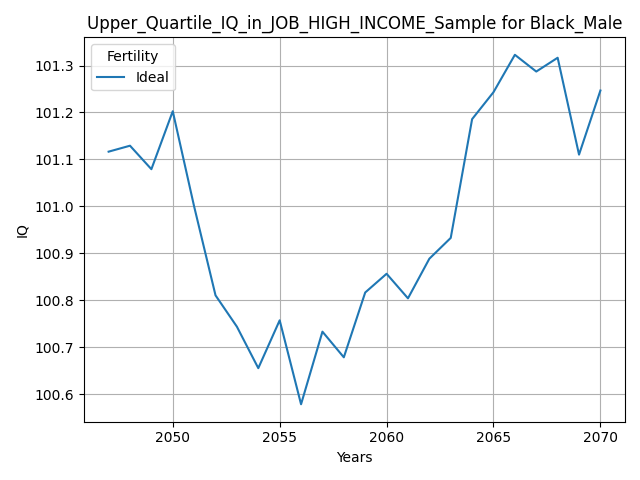 Upper_Quartile_IQ_in_JOB_HIGH_INCOME_Sample for Black_Male
Fertility
Ideal
101.3
101.2
101.1
101.0
100.9
100.8
100.7
100.6
IQ
2050 2055 2060 2065 2070
Years